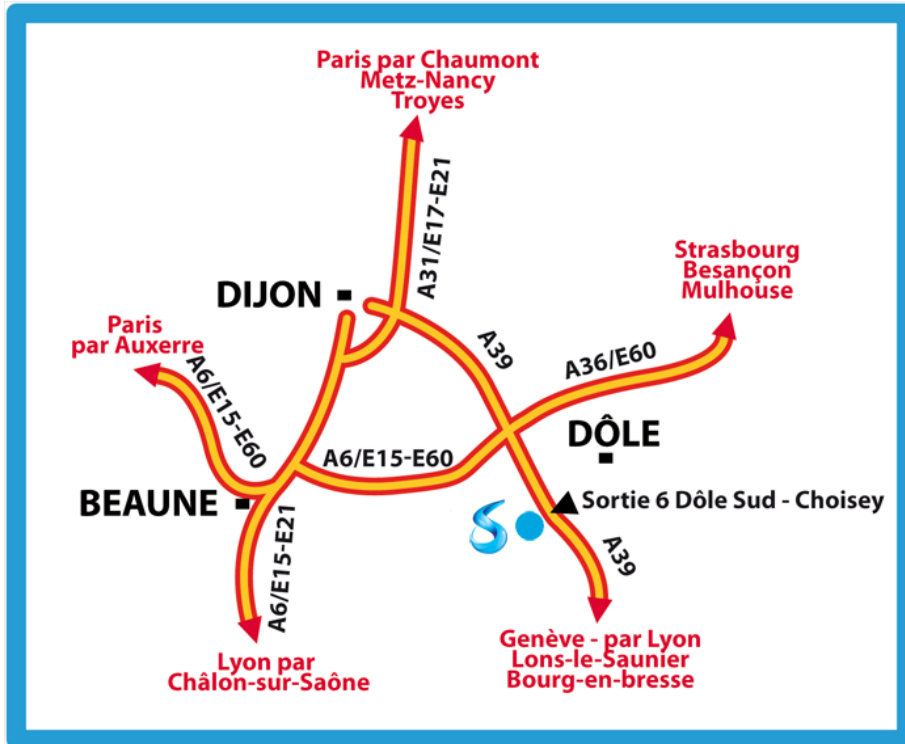 Paris par Chaumont
Metz-Nancy
Troyes
A31/E17-E21
Strasbourg
Besançon
Mulhouse
DIJON
Paris
par Auxerre
A39
A36/E60
A6/E15-E60
DÔLE
A6/E15-E60
BEAUNE
Sortie 6 Dôle Sud - Choisey
A6/E15-E21
A39
Genève - par Lyon
Lons-le-Saunier
Bourg-en-bresse
Lyon par
Châlon-sur-Saône